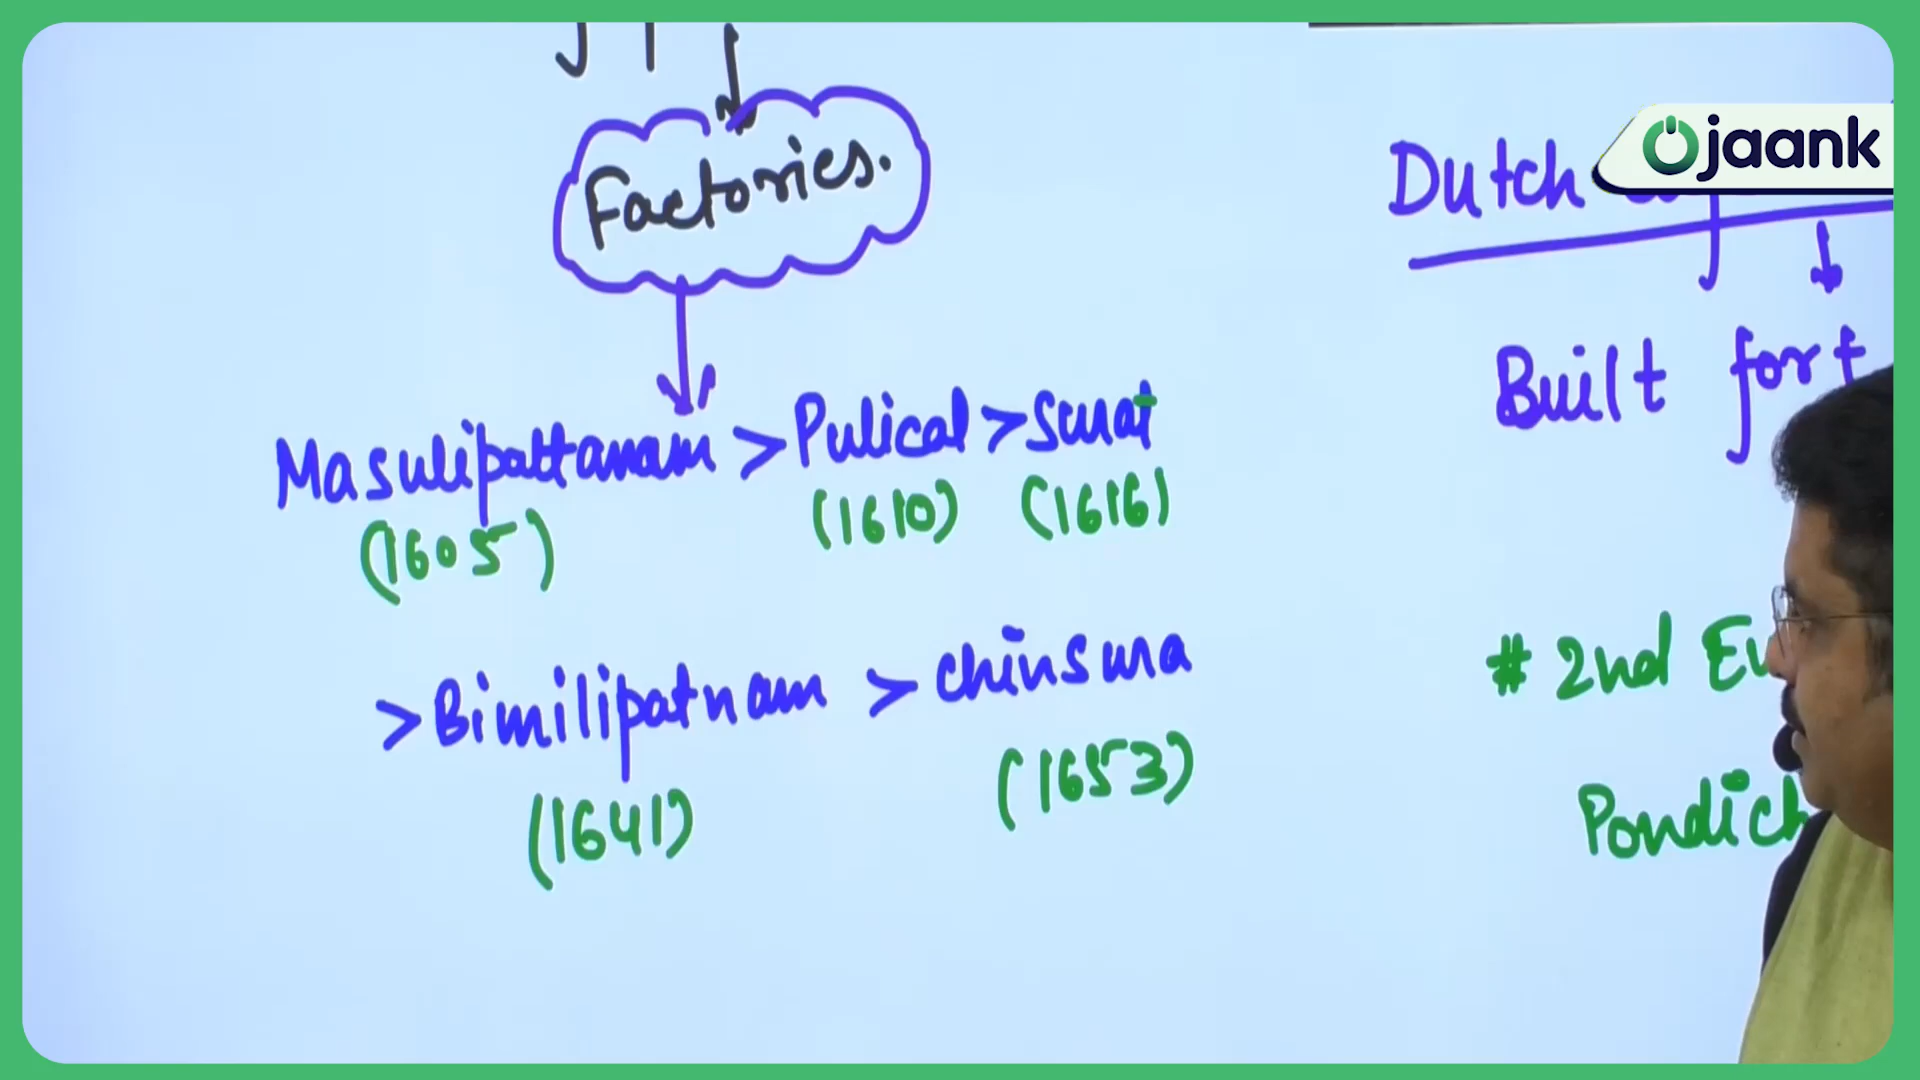 Factories.
Masulipattanam > Pulical > Surat
(1605) (1610) (1616)
> Bimilipatnam > chinsura
(1641) (1653)
ojaank
Dutch
Built fort
# 2nd
Pondich